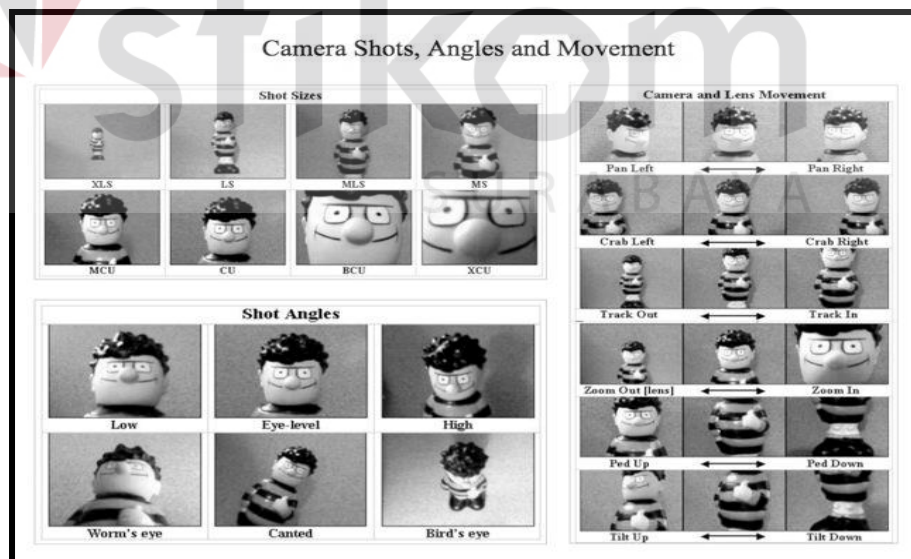 stikom
SURABAYA
Camera Shots, Angles and Movement
Shot Sizes
XLS LS MLS MS
MCU CU BCU XCU
Shot Angles
Low Eye-level High
Worm's eye Canted Bird's eye
Camera and Lens Movement
Pan Left Pan Right
Crab Left Crab Right
Track Out Track In
Zoom Out [lens] Zoom In
Ped Up Ped Down
Tilt Up Tilt Down